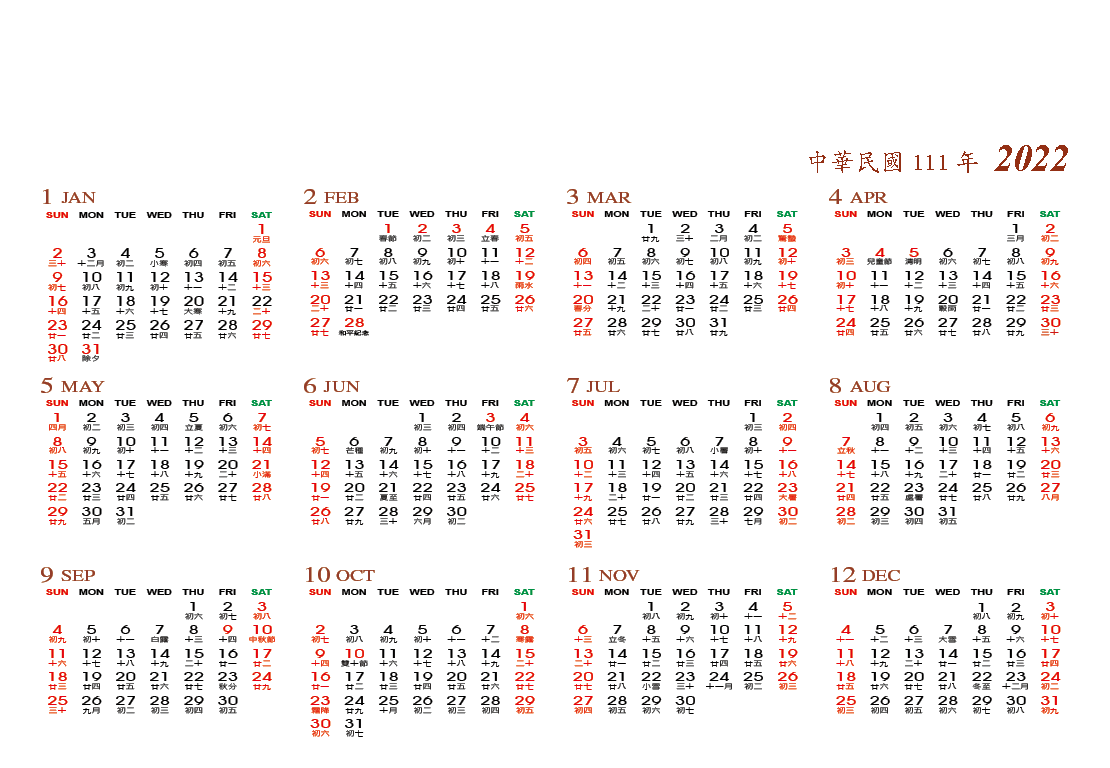 中華民國 111 年 2022
1 JAN
SUN MON TUE WED THU FRI SAT
1
元旦
2 3 4 5 6 7 8
三十 十二月 初二 小寒 初四 初五 初六
9 10 11 12 13 14 15
初七 初八 初九 初十 十一 十二 十三
16 17 18 19 20 21 22
十四 十五 十六 十七 大寒 十九 二十
23 24 25 26 27 28 29
廿一 廿二 廿三 廿四 廿五 廿六 廿七
30 31
廿八 除夕
2 FEB
SUN MON TUE WED THU FRI SAT
1 2 3 4 5
春節 初二 初三 立春 初五
6 7 8 9 10 11 12
初六 初七 初八 初九 初十 十一 十二
13 14 15 16 17 18 19
十三 十四 十五 十六 十七 十八 雨水
20 21 22 23 24 25 26
二十 廿一 廿二 廿三 廿四 廿五 廿六
27 28
廿七 和平紀念
3 MAR
SUN MON TUE WED THU FRI SAT
1 2 3 4 5
廿九 三十 二月 初二 驚蟄
6 7 8 9 10 11 12
初四 初五 初六 初七 初八 初九 初十
13 14 15 16 17 18 19
十一 十二 十三 十四 十五 十六 十七
20 21 22 23 24 25 26
春分 十九 二十 廿一 廿二 廿三 廿四
27 28 29 30 31
廿五 廿六 廿七 廿八 廿九
4 APR
SUN MON TUE WED THU FRI SAT
1 2
三月 初二
3 4 5 6 7 8 9
初三 兒童節 清明 初六 初七 初八 初九
10 11 12 13 14 15 16
初十 十一 十二 十三 十四 十五 十六
17 18 19 20 21 22 23
十七 十八 十九 穀雨 廿一 廿二 廿三
24 25 26 27 28 29 30
廿四 廿五 廿六 廿七 廿八 廿九 三十
5 MAY
SUN MON TUE WED THU FRI SAT
1 2 3 4 5 6 7
四月 初二 初三 初四 立夏 初六 初七
8 9 10 11 12 13 14
初八 初九 初十 十一 十二 十三 十四
15 16 17 18 19 20 21
十五 十六 十七 十八 十九 二十 小滿
22 23 24 25 26 27 28
廿二 廿三 廿四 廿五 廿六 廿七 廿八
29 30 31
廿九 五月 初二
6 JUN
SUN MON TUE WED THU FRI SAT
1 2 3 4
初三 初四 端午節 初六
5 6 7 8 9 10 11
初七 芒種 初九 初十 十一 十二 十三
12 13 14 15 16 17 18
十四 十五 十六 十七 十八 十九 二十
19 20 21 22 23 24 25
廿一 廿二 夏至 廿四 廿五 廿六 廿七
26 27 28 29 30
廿八 廿九 三十 六月 初二
7 JUL
SUN MON TUE WED THU FRI SAT
1 2
初三 初四
3 4 5 6 7 8 9
初五 初六 初七 初八 小暑 初十 十一
10 11 12 13 14 15 16
十二 十三 十四 十五 十六 十七 十八
17 18 19 20 21 22 23
十九 二十 廿一 廿二 廿三 廿四 大暑
24 25 26 27 28 29 30
廿六 廿七 廿八 廿九 三十 七月 初二
31
初三
8 AUG
SUN MON TUE WED THU FRI SAT
1 2 3 4 5 6
初四 初五 初六 初七 初八 初九
7 8 9 10 11 12 13
立秋 十一 十二 十三 十四 十五 十六
14 15 16 17 18 19 20
十七 十八 十九 二十 廿一 廿二 廿三
21 22 23 24 25 26 27
廿四 廿五 處暑 廿七 廿八 廿九 八月
28 29 30 31
初二 初三 初四 初五
9 SEP
SUN MON TUE WED THU FRI SAT
1 2 3
初六 初七 初八
4 5 6 7 8 9 10
初九 初十 十一 白露 十三 十四 中秋節
11 12 13 14 15 16 17
十六 十七 十八 十九 二十 廿一 廿二
18 19 20 21 22 23 24
廿三 廿四 廿五 廿六 廿七 秋分 廿九
25 26 27 28 29 30
三十 九月 初二 初三 初四 初五
10 OCT
SUN MON TUE WED THU FRI SAT
1
初六
2 3 4 5 6 7 8
初七 初八 初九 初十 十一 十二 寒露
9 10 11 12 13 14 15
十四 雙十節 十六 十七 十八 十九 二十
16 17 18 19 20 21 22
廿一 廿二 廿三 廿四 廿五 廿六 廿七
23 24 25 26 27 28 29
霜降 廿九 十月 初二 初三 初四 初五
30 31
初六 初七
11 NOV
SUN MON TUE WED THU FRI SAT
1 2 3 4 5
初八 初九 初十 十一 十二
6 7 8 9 10 11 12
十三 立冬 十五 十六 十七 十八 十九
13 14 15 16 17 18 19
二十 廿一 廿二 廿三 廿四 廿五 廿六
20 21 22 23 24 25 26
廿七 廿八 小雪 三十 十一月 初二 初三
27 28 29 30
初四 初五 初六 初七
12 DEC
SUN MON TUE WED THU FRI SAT
1 2 3
初八 初九 初十
4 5 6 7 8 9 10
十一 十二 十三 大雪 十五 十六 十七
11 12 13 14 15 16 17
十八 十九 二十 廿一 廿二 廿三 廿四
18 19 20 21 22 23 24
廿五 廿六 廿七 廿八 冬至 十二月 初二
25 26 27 28 29 30 31
初三 初四 初五 初六 初七 初八 初九